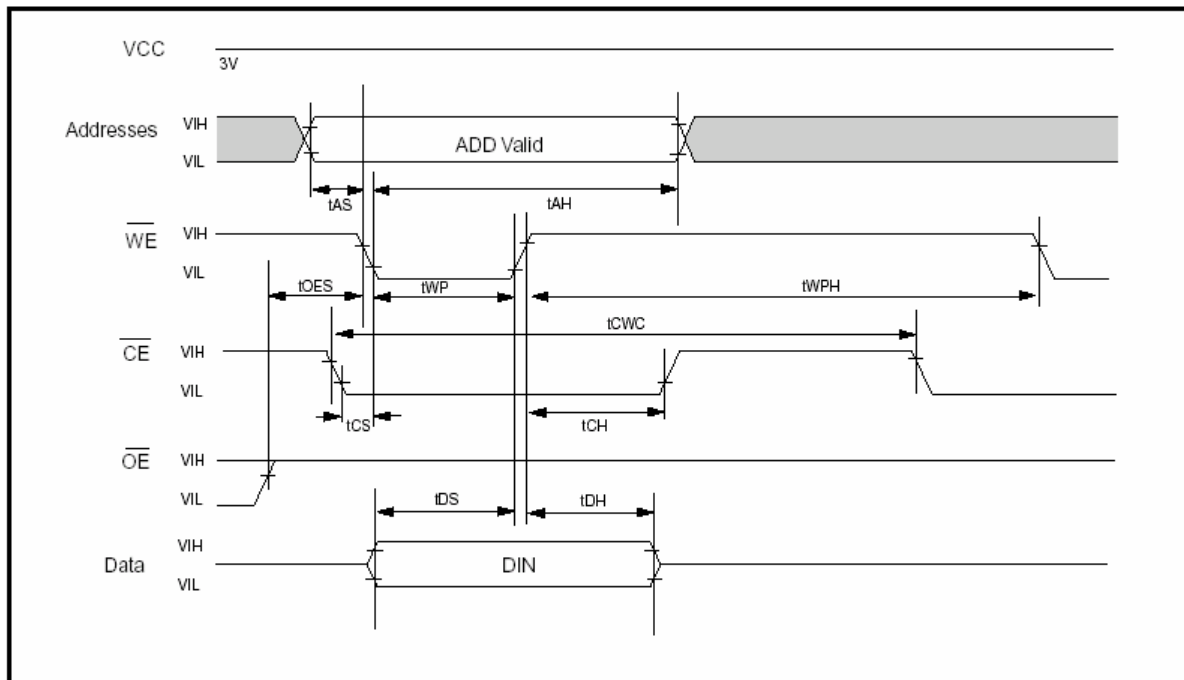 VCC
3V
Addresses
VIH
VIL
ADD Valid
tAS
tAH
WE
VIH
VIL
tOES
tWP
tWPH
tCWC
CE
VIH
VIL
tCS
tCH
OE
VIH
VIL
tDS
tDH
Data
VIH
VIL
DIN